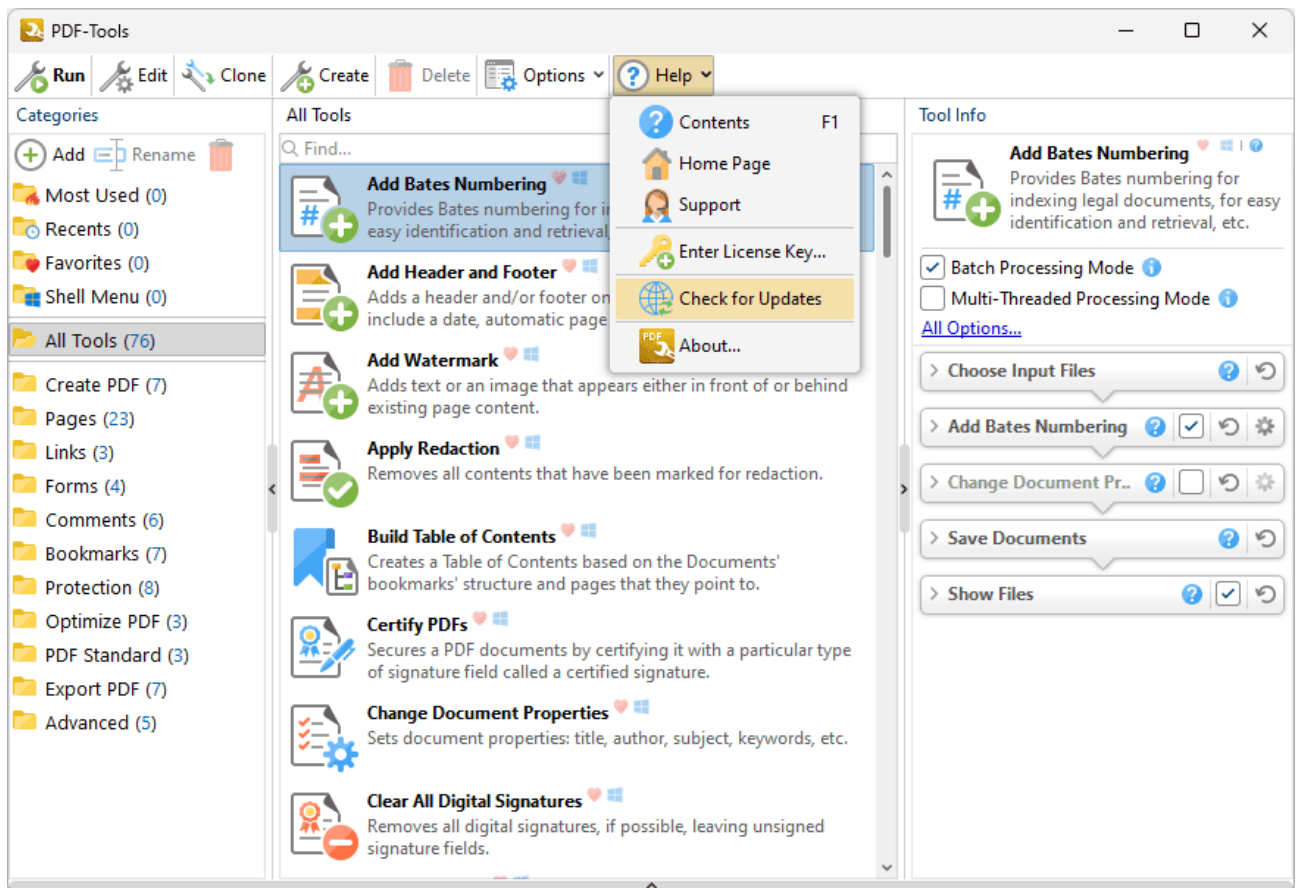 PDF-Tools
Run
Edit
Clone
Create
Delete
Options
Help
Categories
Add
Rename
Most Used (0)
Recents (0)
Favorites (0)
Shell Menu (0)
All Tools (76)
Create PDF (7)
Pages (23)
Links (3)
Forms (4)
Comments (6)
Bookmarks (7)
Protection (8)
Optimize PDF (3)
PDF Standard (3)
Export PDF (7)
Advanced (5)
All Tools
Find...
Add Bates Numbering
Provides Bates numbering for
easy identification and retrieval,
Add Header and Footer
Adds a header and/or footer on
include a date, automatic page
Add Watermark
Adds text or an image that appears either in front of or behind
existing page content.
Apply Redaction
Removes all contents that have been marked for redaction.
Build Table of Contents
Creates a Table of Contents based on the Documents'
bookmarks' structure and pages that they point to.
Certify PDFs
Secures a PDF documents by certifying it with a particular type
of signature field called a certified signature.
Change Document Properties
Sets document properties: title, author, subject, keywords, etc.
Clear All Digital Signatures
Removes all digital signatures, if possible, leaving unsigned
signature fields.
Contents F1
Home Page
Support
Enter License Key...
Check for Updates
PDF
About...
Tool Info
Add Bates Numbering
Provides Bates numbering for
indexing legal documents, for easy
identification and retrieval, etc.
Batch Processing Mode
Multi-Threaded Processing Mode
All Options...
Choose Input Files
Add Bates Numbering
Change Document Pr..
Save Documents
Show Files